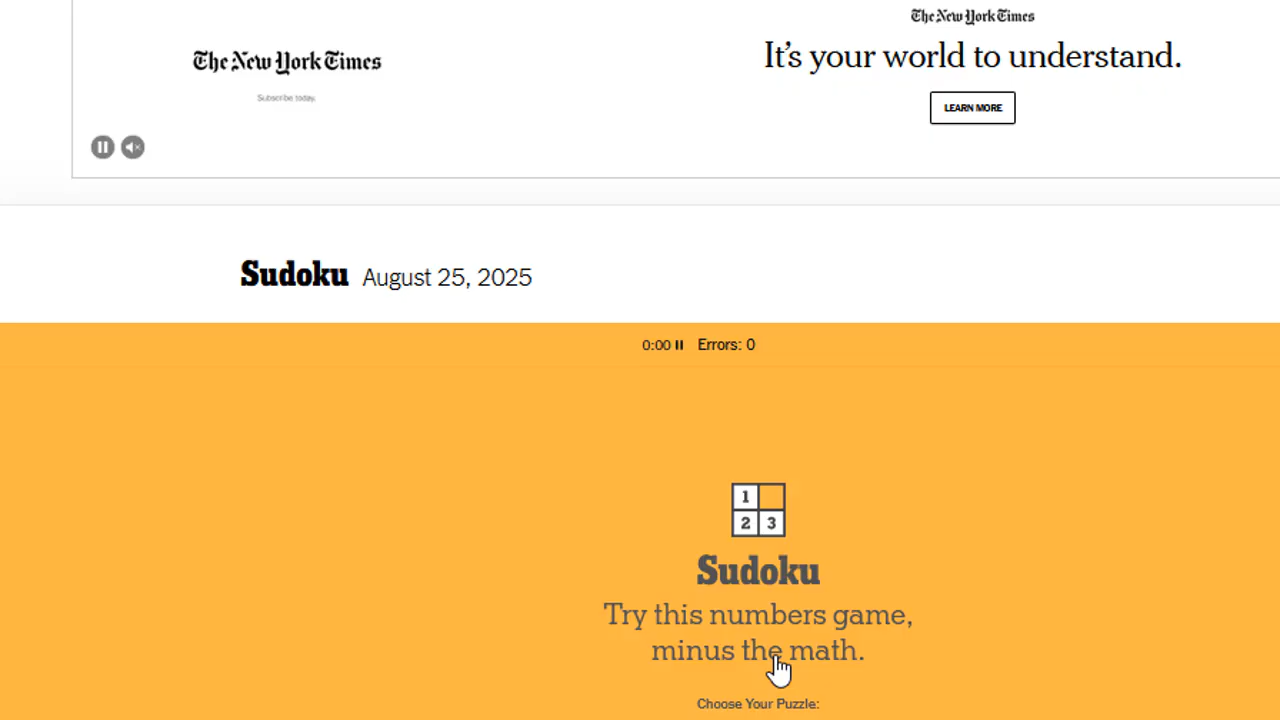 The New York Times
The New York Times
It's your world to understand.
Subscribe today.
LEARN MORE
Sudoku August 25, 2025
0:00 Errors: 0
1
2 3
Sudoku
Try this numbers game,
minus the math.
Choose Your Puzzle: